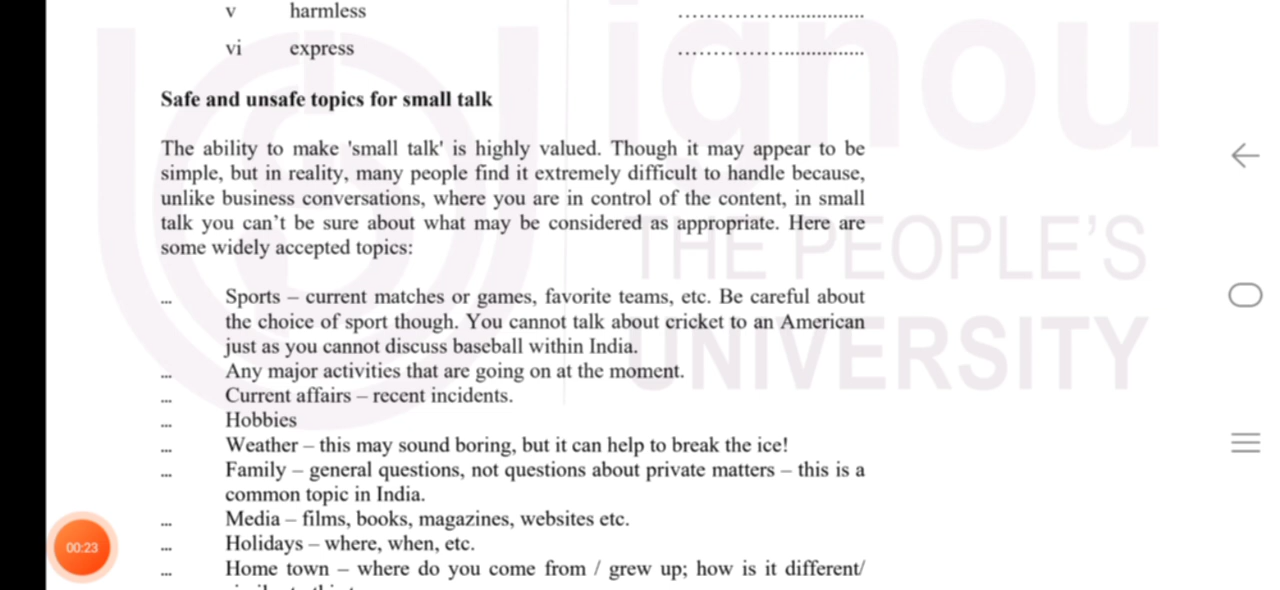 v harmless ................................
vi express ................................
Safe and unsafe topics for small talk
The ability to make 'small talk' is highly valued. Though it may appear to be
simple, but in reality, many people find it extremely difficult to handle because,
unlike business conversations, where you are in control of the content, in small
talk you can't be sure about what may be considered as appropriate. Here are
some widely accepted topics:
... Sports – current matches or games, favorite teams, etc. Be careful about
the choice of sport though. You cannot talk about cricket to an American
just as you cannot discuss baseball within India.
... Any major activities that are going on at the moment.
... Current affairs – recent incidents.
... Hobbies
... Weather – this may sound boring, but it can help to break the ice!
... Family – general questions, not questions about private matters – this is a
common topic in India.
... Media – films, books, magazines, websites etc.
... Holidays – where, when, etc.
... Home town – where do you come from / grew up; how is it different/
ignou
THE PEOPLE'S
UNIVERSITY
00:23